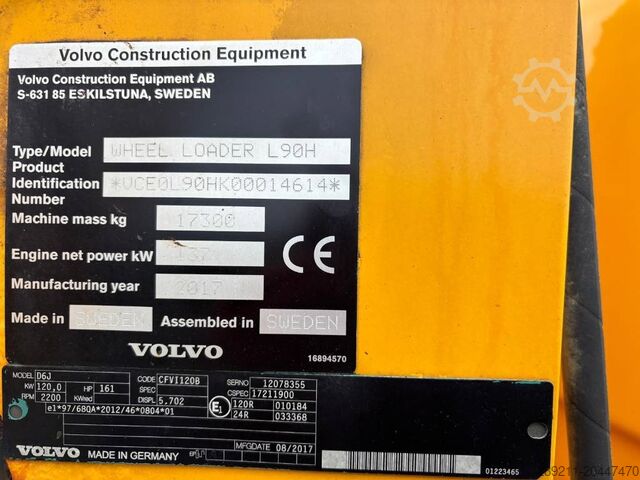 Volvo Construction Equipment
Volvo Construction Equipment AB
S-631 85 ESKILSTUNA, SWEDEN
Type/Model WHEEL LOADER L90H
Product
Identification *VCE0L90HK00014614*
Number
Machine mass kg 17300
Engine net power kW 137
Manufacturing year 2017
Made in SWEDEN Assembled in SWEDEN
VOLVO
16894570
MODEL D6J CODE CFVI120B SERNO 12078355
KW 120,0 HP 161 SPEC CSPEC 17211900
RPM 2200 KWred DISPL 5.702 E1 120R 010184
e1*97/68QA*2012/46*0804*01 24R 033368
MFGDATE 08/2017
VOLVO MADE IN GERMANY
01223465
-20447470